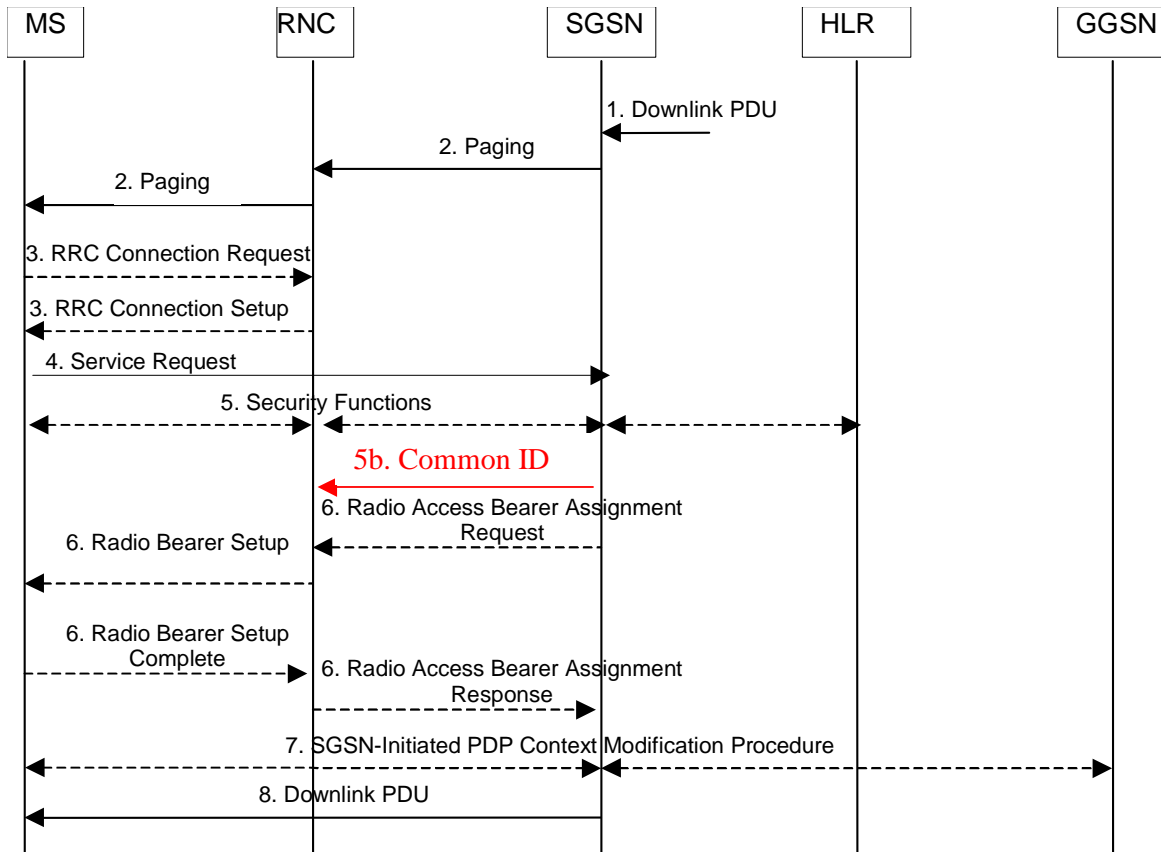 MS
RNC
SGSN
HLR
GGSN
1. Downlink PDU
2. Paging
2. Paging
3. RRC Connection Request
3. RRC Connection Setup
4. Service Request
5. Security Functions
5b. Common ID
6. Radio Access Bearer Assignment
Request
6. Radio Bearer Setup
6. Radio Bearer Setup
Complete
6. Radio Access Bearer Assignment
Response
7. SGSN-Initiated PDP Context Modification Procedure
8. Downlink PDU